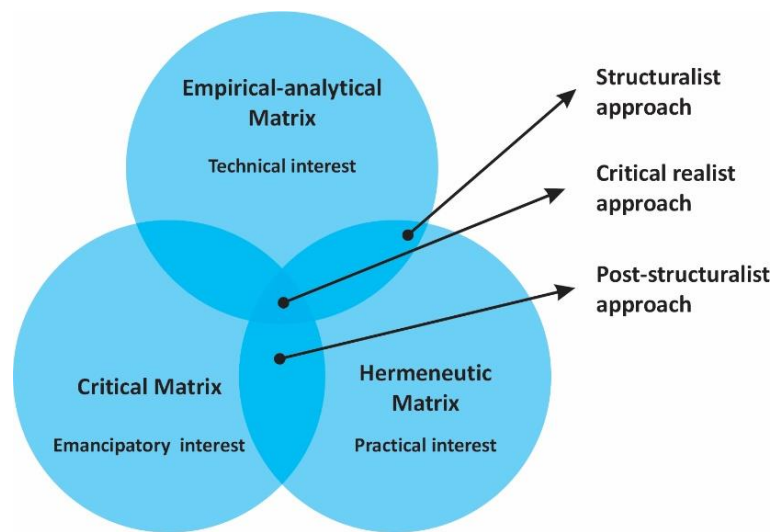 Empirical-analytical
Matrix
Technical interest
Critical Matrix
Emancipatory interest
Hermeneutic
Matrix
Practical interest
Structuralist
approach
Critical realist
approach
Post-structuralist
approach